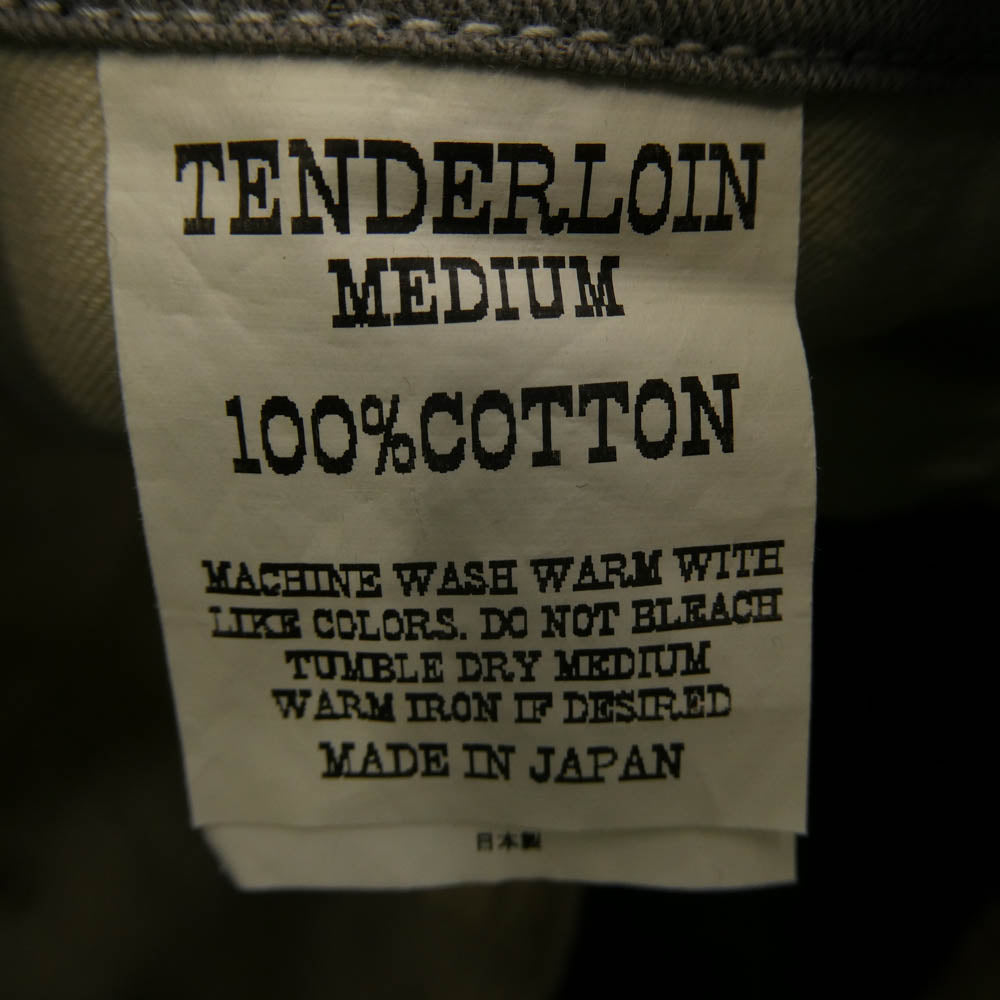 TENDERLOIN
MEDIUM
100%COTTON
MACHINE WASH WARM WITH
LIKE COLORS. DO NOT BLEACH
TUMBLE DRY MEDIUM
WARM IRON IF DESIRED
MADE IN JAPAN
日本製